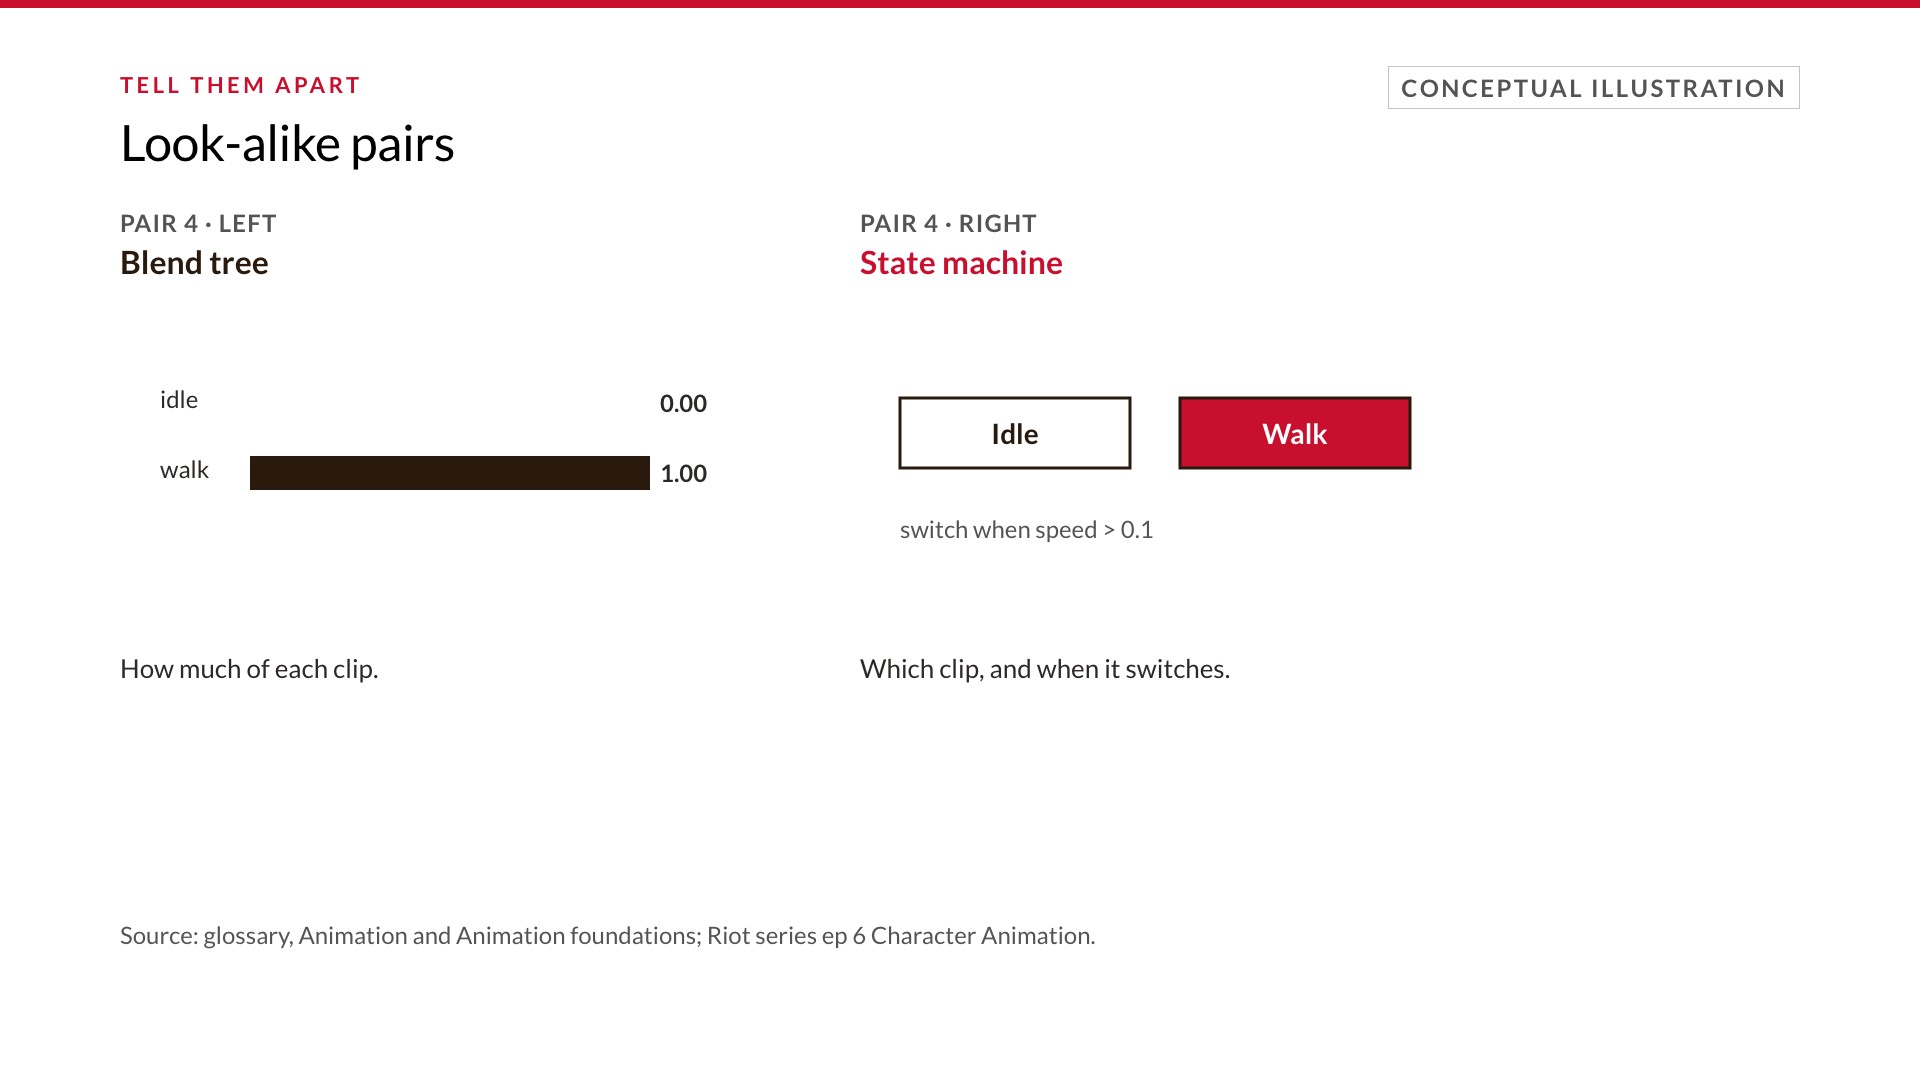 TELL THEM APART
CONCEPTUAL ILLUSTRATION
Look-alike pairs
PAIR 4 · LEFT
Blend tree
idle 0.00
walk 1.00
How much of each clip.
PAIR 4 · RIGHT
State machine
Idle
Walk
switch when speed > 0.1
Which clip, and when it switches.
Source: glossary, Animation and Animation foundations; Riot series ep 6 Character Animation.